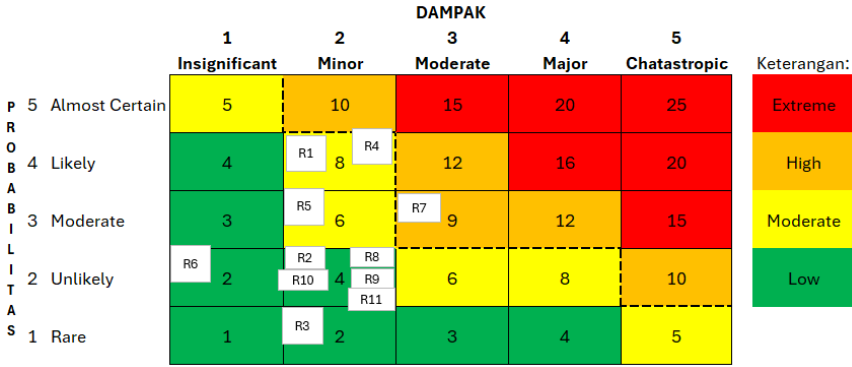 DAMPAK
1 2 3 4 5
Insignificant Minor Moderate Major Chatastropic Keterangan:
PROBABILITAS
5 Almost Certain 5 10 15 20 25 Extreme
R1 R4
4 Likely 4 8 12 16 20 High
R5 R7
3 Moderate 3 6 9 12 15 Moderate
R6 R2 R8
2 Unlikely 2 R10 4 R9 6 8 10 Low
R11
R3
1 Rare 1 2 3 4 5